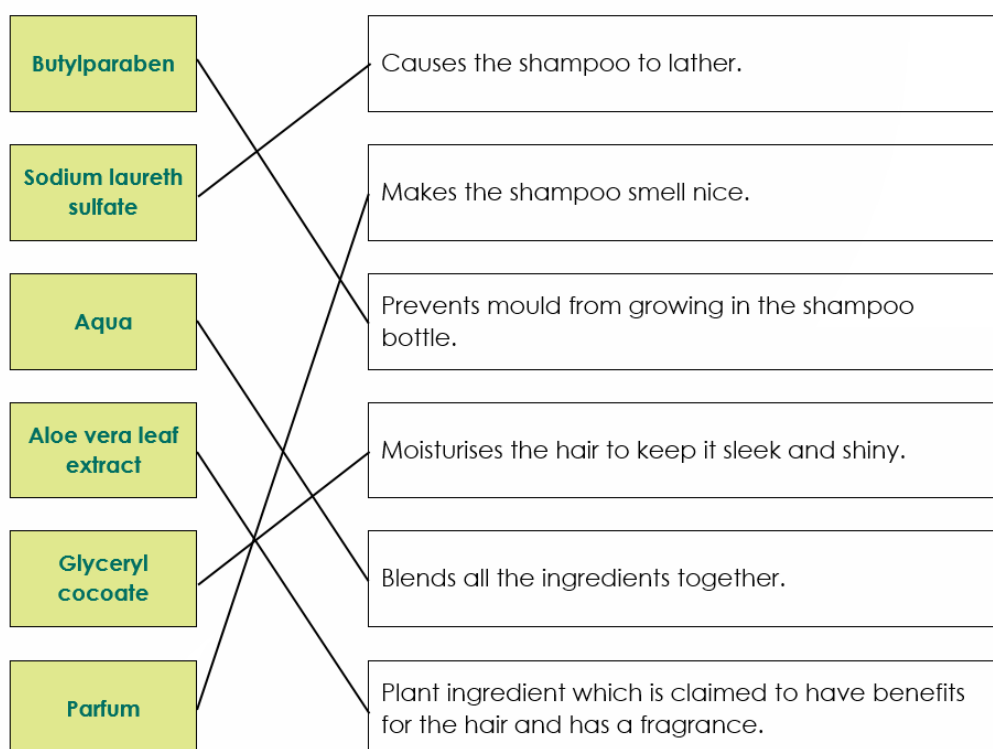 Butylparaben
Causes the shampoo to lather.
Sodium laureth
sulfate
Makes the shampoo smell nice.
Aqua
Prevents mould from growing in the shampoo
bottle.
Aloe vera leaf
extract
Moisturises the hair to keep it sleek and shiny.
Glyceryl
cocoate
Blends all the ingredients together.
Parfum
Plant ingredient which is claimed to have benefits
for the hair and has a fragrance.